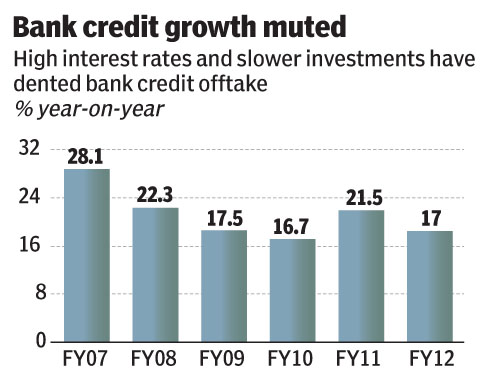 Bank credit growth muted
High interest rates and slower investments have
dented bank credit offtake
% year-on-year
32
24
16
8
0
28.1
22.3
17.5
16.7
21.5
17
FY07 FY08 FY09 FY10 FY11 FY12